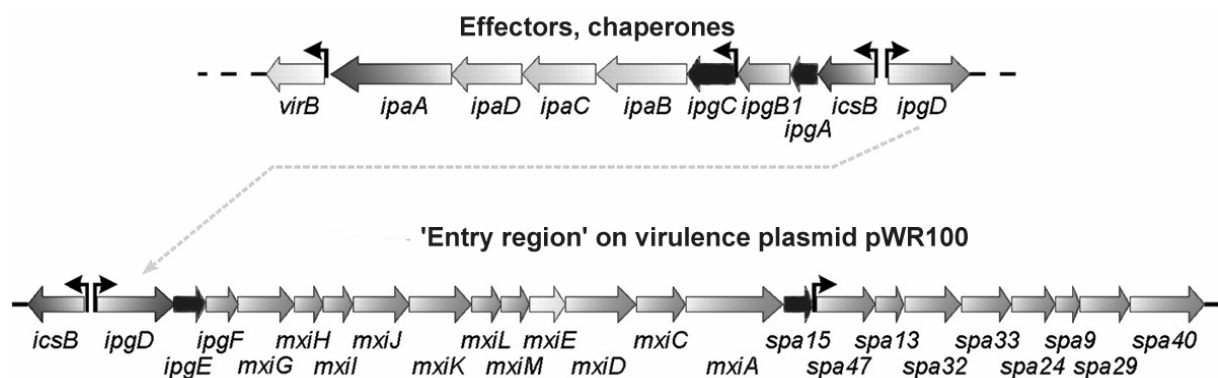 Effectors, chaperones
virB ipaA ipaD ipaC ipaB ipgC ipgB1 icsB ipgD
ipgA
'Entry region' on virulence plasmid pWR100
icsB ipgD ipgF mxiH mxiJ mxiL mxiE mxiC spa15 spa13 spa33 spa9 spa40
ipgE mxiG mxiI mxiK mxiM mxiD mxiA spa47 spa32 spa24 spa29